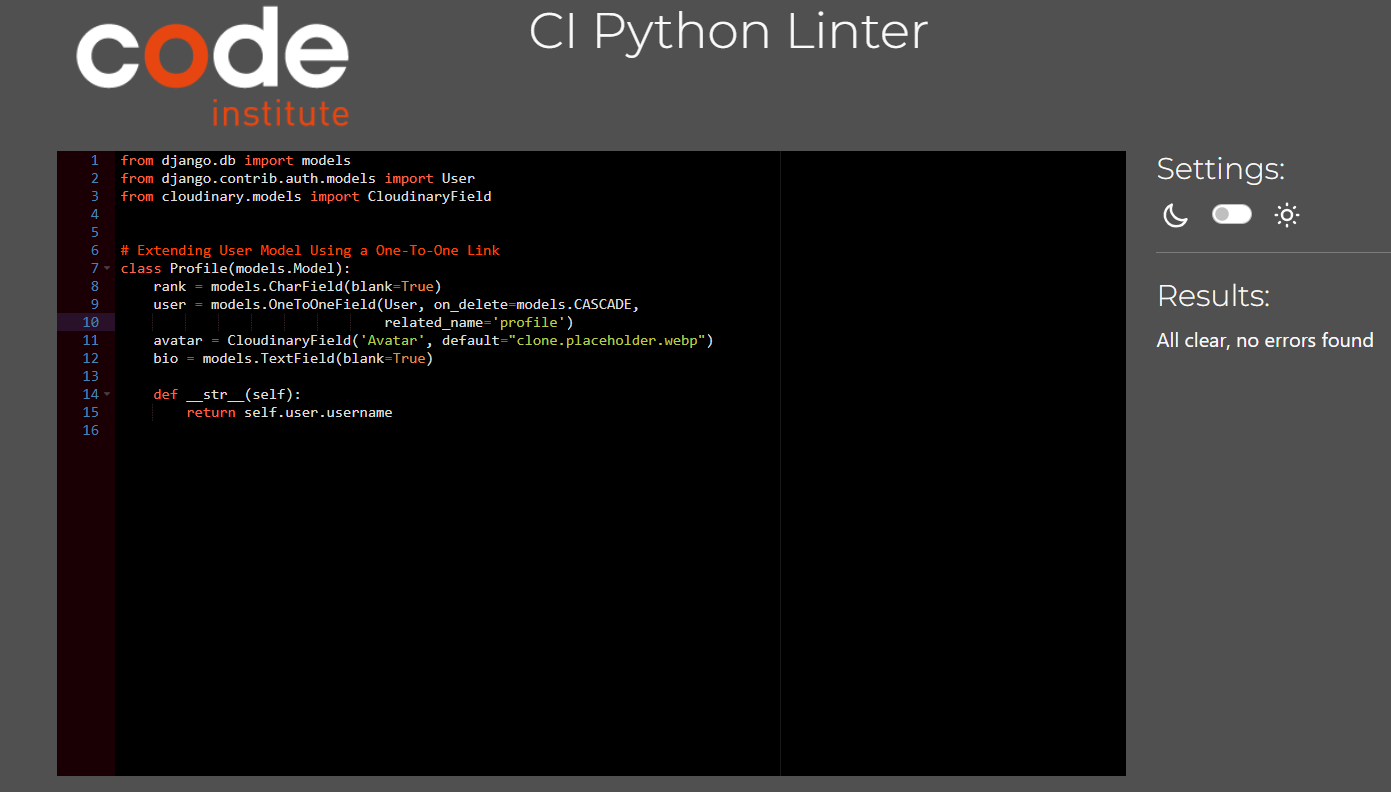 code
institute
CI Python Linter
1 from django.db import models
2 from django.contrib.auth.models import User
3 from cloudinary.models import CloudinaryField
4
5
6 # Extending User Model Using a One-To-One Link
7 class Profile(models.Model):
8     rank = models.CharField(blank=True)
9     user = models.OneToOneField(User, on_delete=models.CASCADE,
10                                 related_name='profile')
11     avatar = CloudinaryField('Avatar', default="clone.placeholder.webp")
12     bio = models.TextField(blank=True)
13
14     def __str__(self):
15         return self.user.username
16
Settings:
Results:
All clear, no errors found